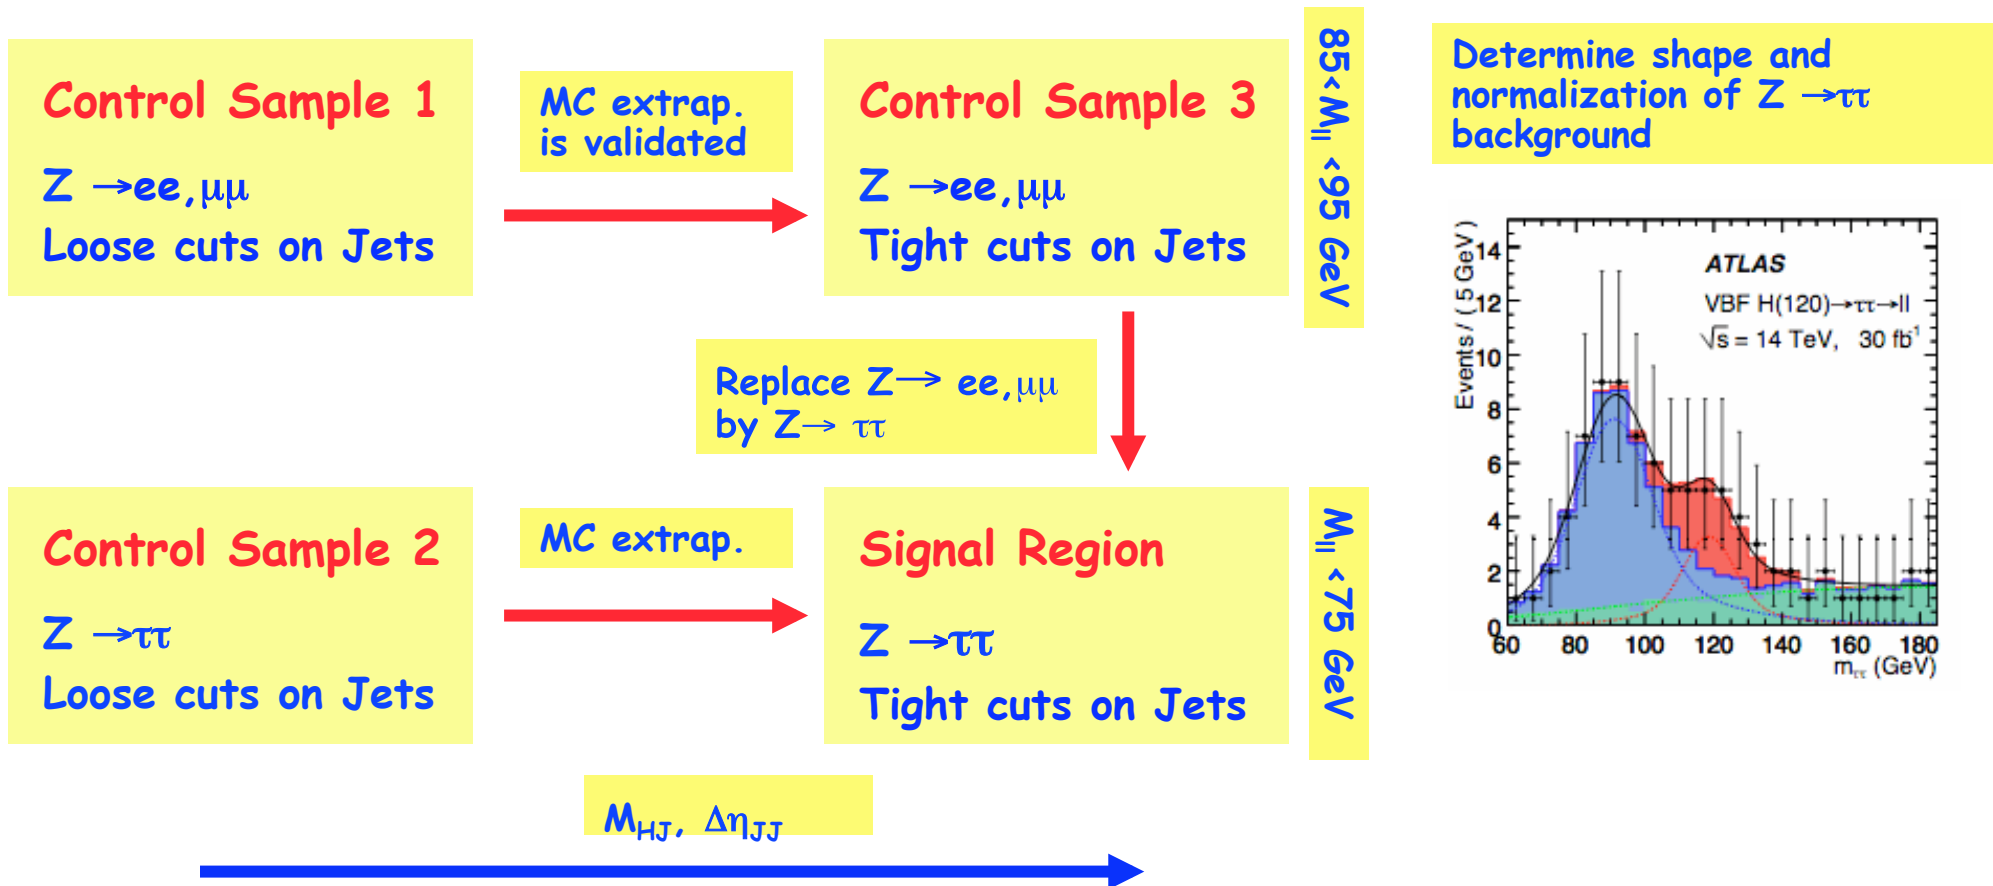 Control Sample 1
Z →ee,μμ
Loose cuts on Jets
MC extrap.
is validated
Control Sample 3
Z →ee,μμ
Tight cuts on Jets
85<M_ll <95 GeV
Determine shape and
normalization of Z →ττ
background
Replace Z→ ee,μμ
by Z→ ττ
Control Sample 2
Z →ττ
Loose cuts on Jets
MC extrap.
Signal Region
Z →ττ
Tight cuts on Jets
M_ll <75 GeV
M_HJ, Δη_JJ
Events / ( 5 GeV)
14
12
10
8
6
4
2
0
ATLAS
VBF H(120)→ττ→ll
√s = 14 TeV, 30 fb⁻¹
60 80 100 120 140 160 180
m_ττ (GeV)